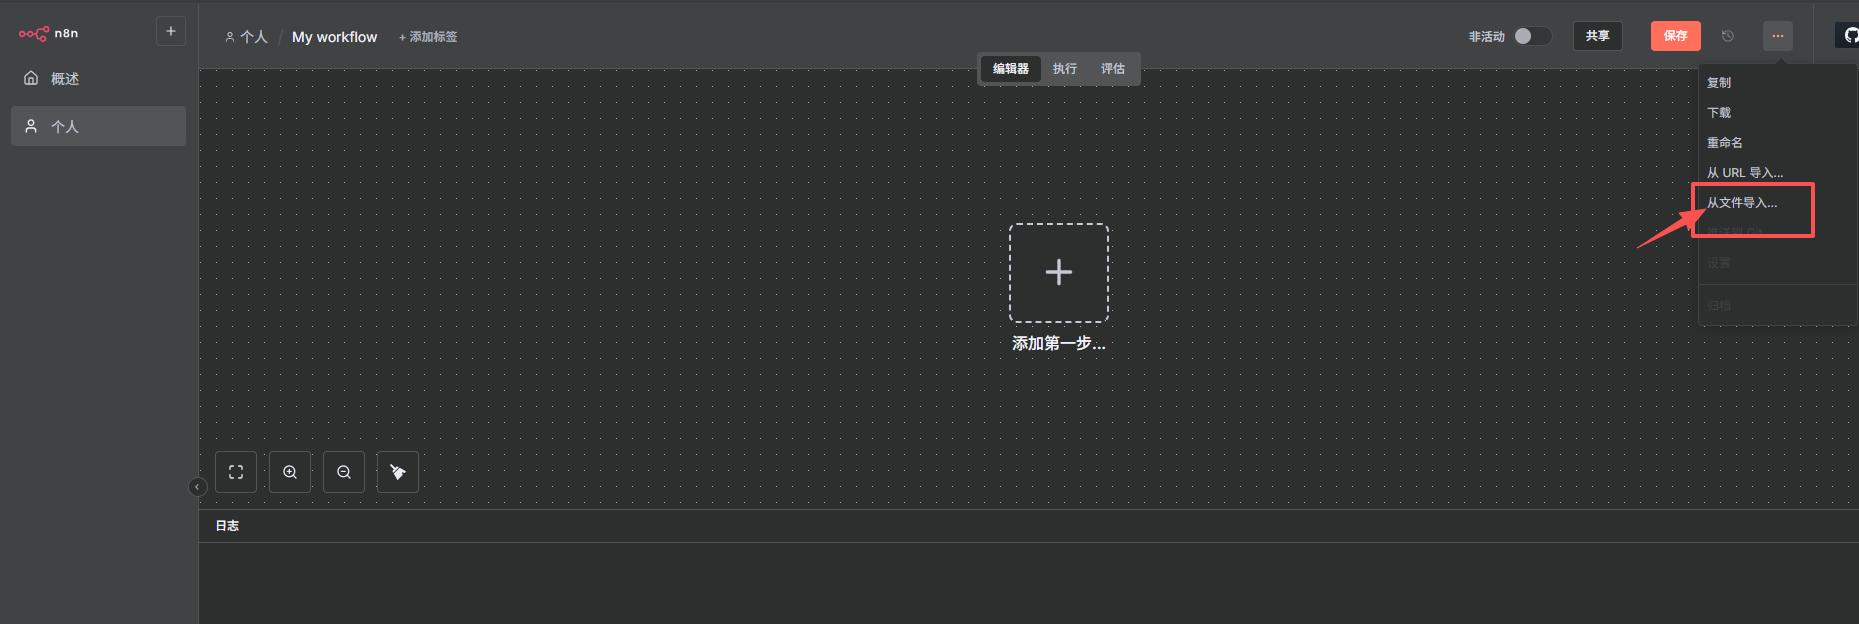 n8n
+
概述
个人
个人 / My workflow + 添加标签
非活动
共享
保存
...
编辑器 执行 评估
复制
下载
重命名
从 URL 导入...
从文件导入...
设置
归档
添加第一步...
日志